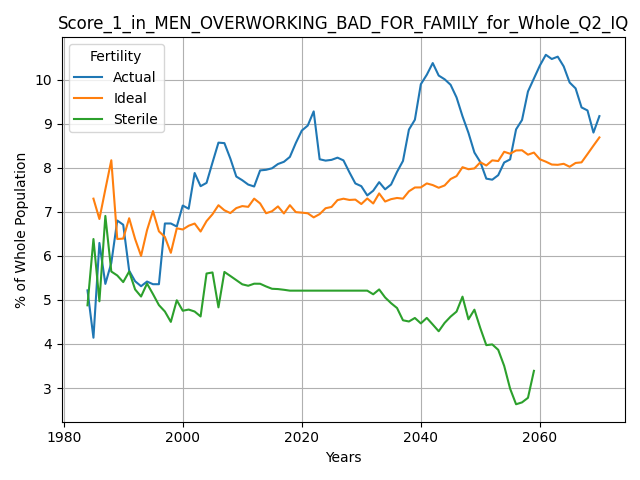 Score_1_in_MEN_OVERWORKING_BAD_FOR_FAMILY_for_Whole_Q2_IQ
Fertility
Actual
Ideal
Sterile
% of Whole Population
10
9
8
7
6
5
4
3
1980
2000
2020
2040
2060
Years